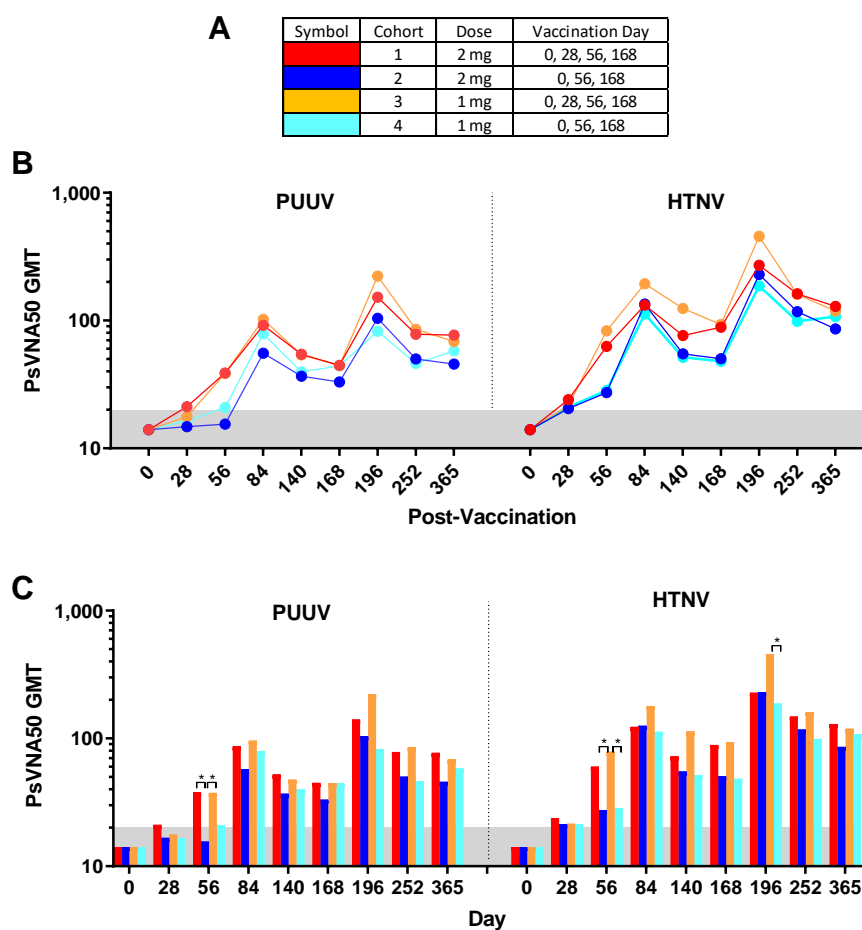 A
Symbol Cohort Dose Vaccination Day
1 2 mg 0, 28, 56, 168
2 2 mg 0, 56, 168
3 1 mg 0, 28, 56, 168
4 1 mg 0, 56, 168
B
PUUV HTNV
PsVNA50 GMT
1,000
100
10
0 28 56 84 140 168 196 252 365 0 28 56 84 140 168 196 252 365
Post-Vaccination
C
PUUV HTNV
PsVNA50 GMT
1,000
100
10
* * * * *
0 28 56 84 140 168 196 252 365 0 28 56 84 140 168 196 252 365
Day